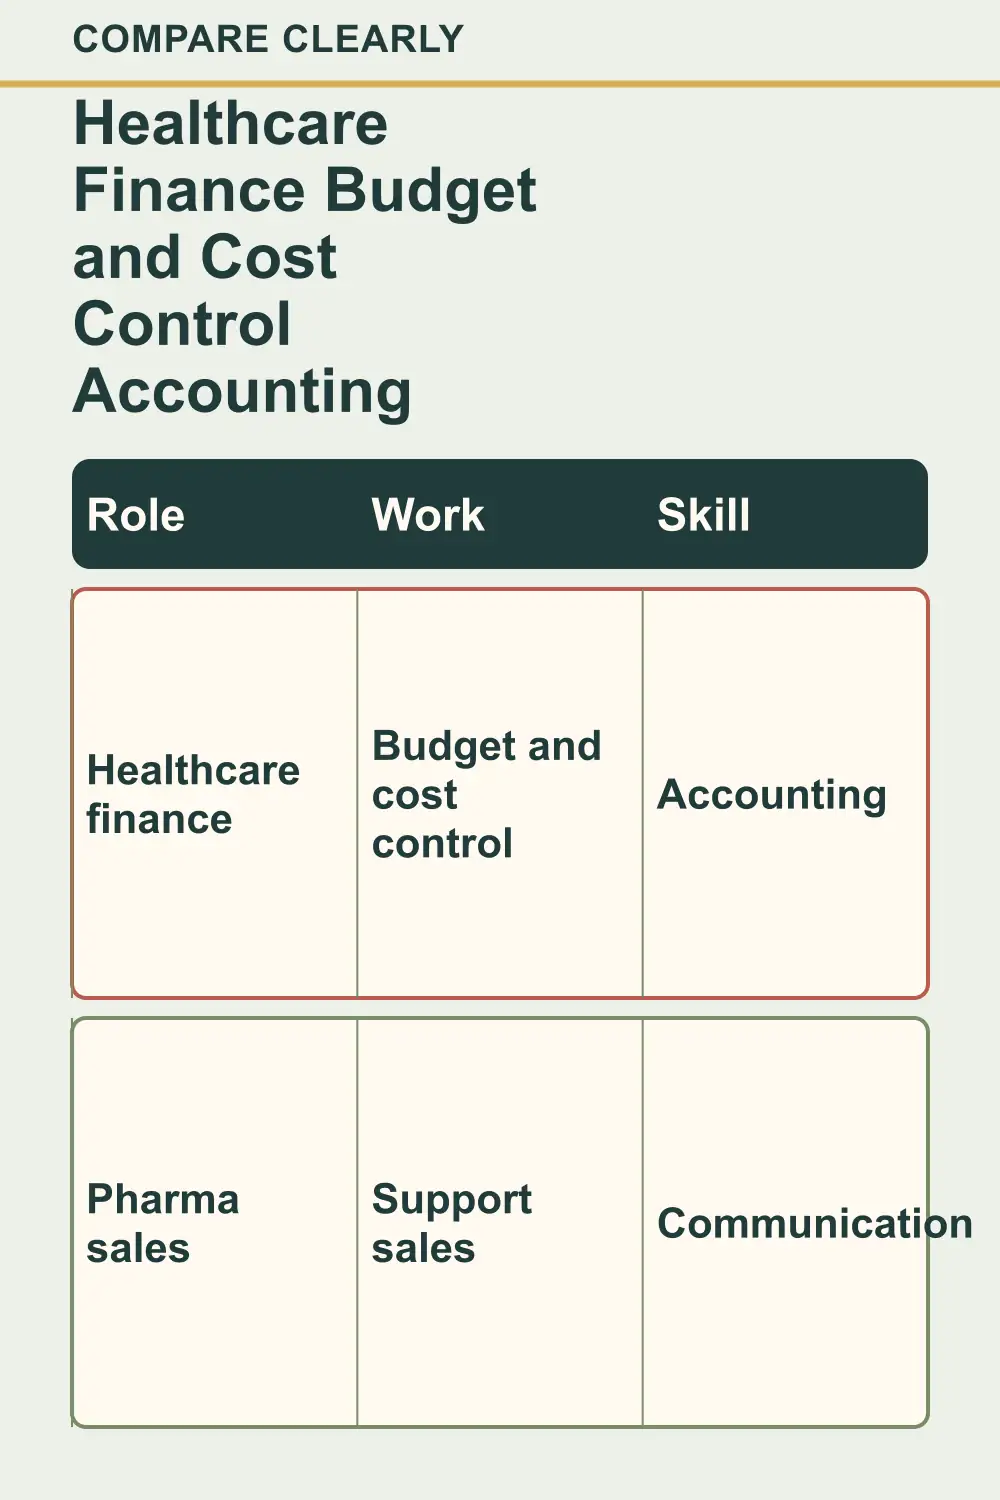 COMPARE CLEARLY
Healthcare
Finance Budget
and Cost
Control
Accounting
Role Work Skill
Healthcare
finance
Budget and
cost
control
Accounting
Pharma
sales
Support
sales
Communication